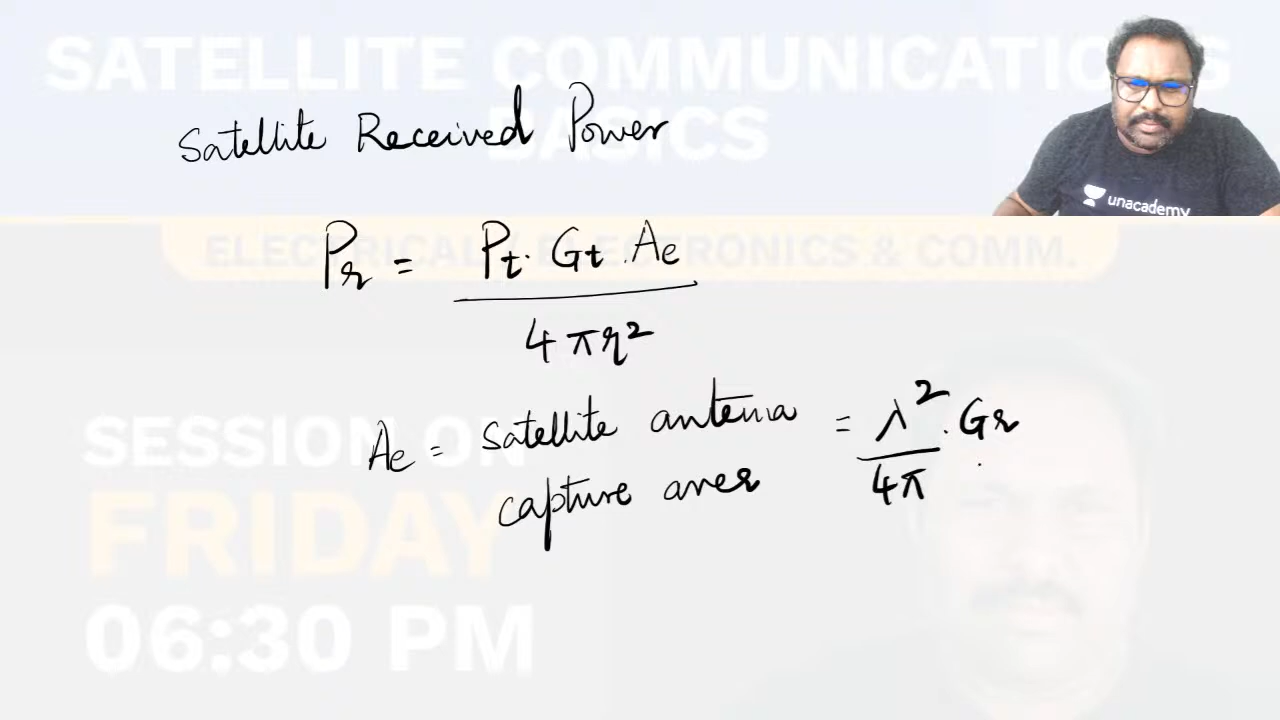 SATELLITE COMMUNICATIONS
BASICS
Satellite Received Power
unacademy
ELECTRICAL, ELECTRONICS & COMM.
Pr = Pt. Gt .Ae
4πr²
Ae = Satellite antenna = λ² . Gr
capture area 4π
SESSION ON
FRIDAY
06:30 PM